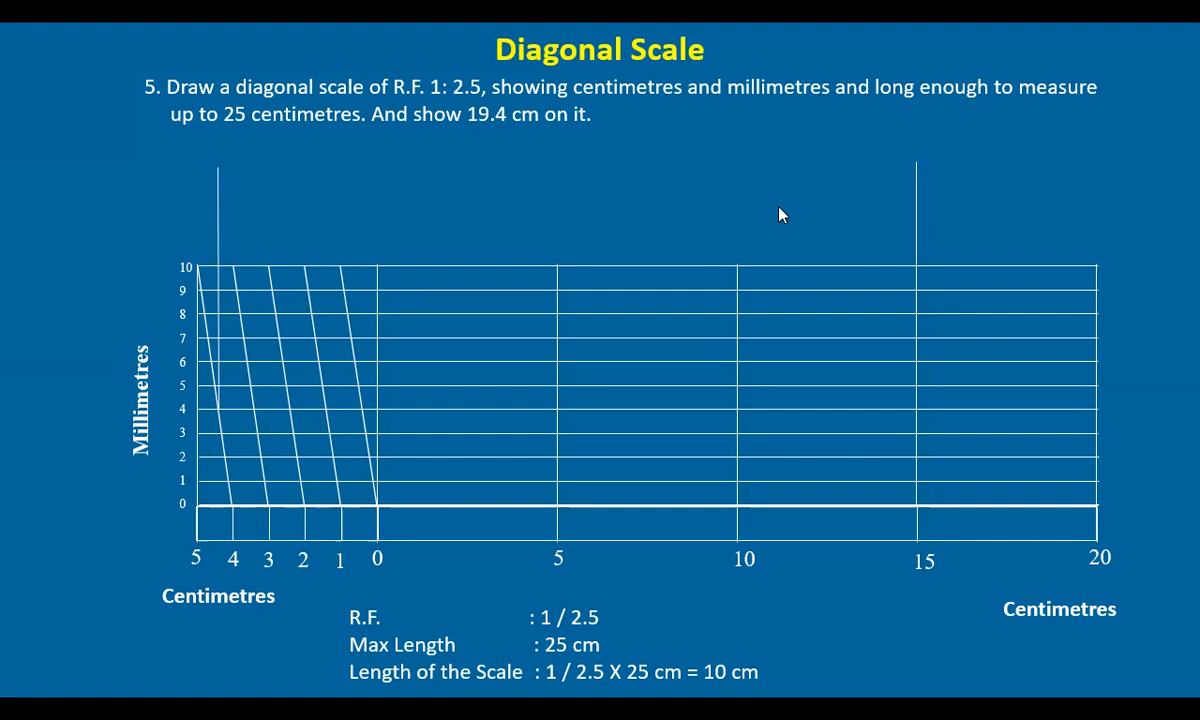 Diagonal Scale
5. Draw a diagonal scale of R.F. 1: 2.5, showing centimetres and millimetres and long enough to measure
up to 25 centimetres. And show 19.4 cm on it.
10
9
8
7
6
5
4
3
2
1
0
Millimetres
5 4 3 2 1 0 5 10 15 20
Centimetres
Centimetres
R.F. : 1 / 2.5
Max Length : 25 cm
Length of the Scale : 1 / 2.5 X 25 cm = 10 cm